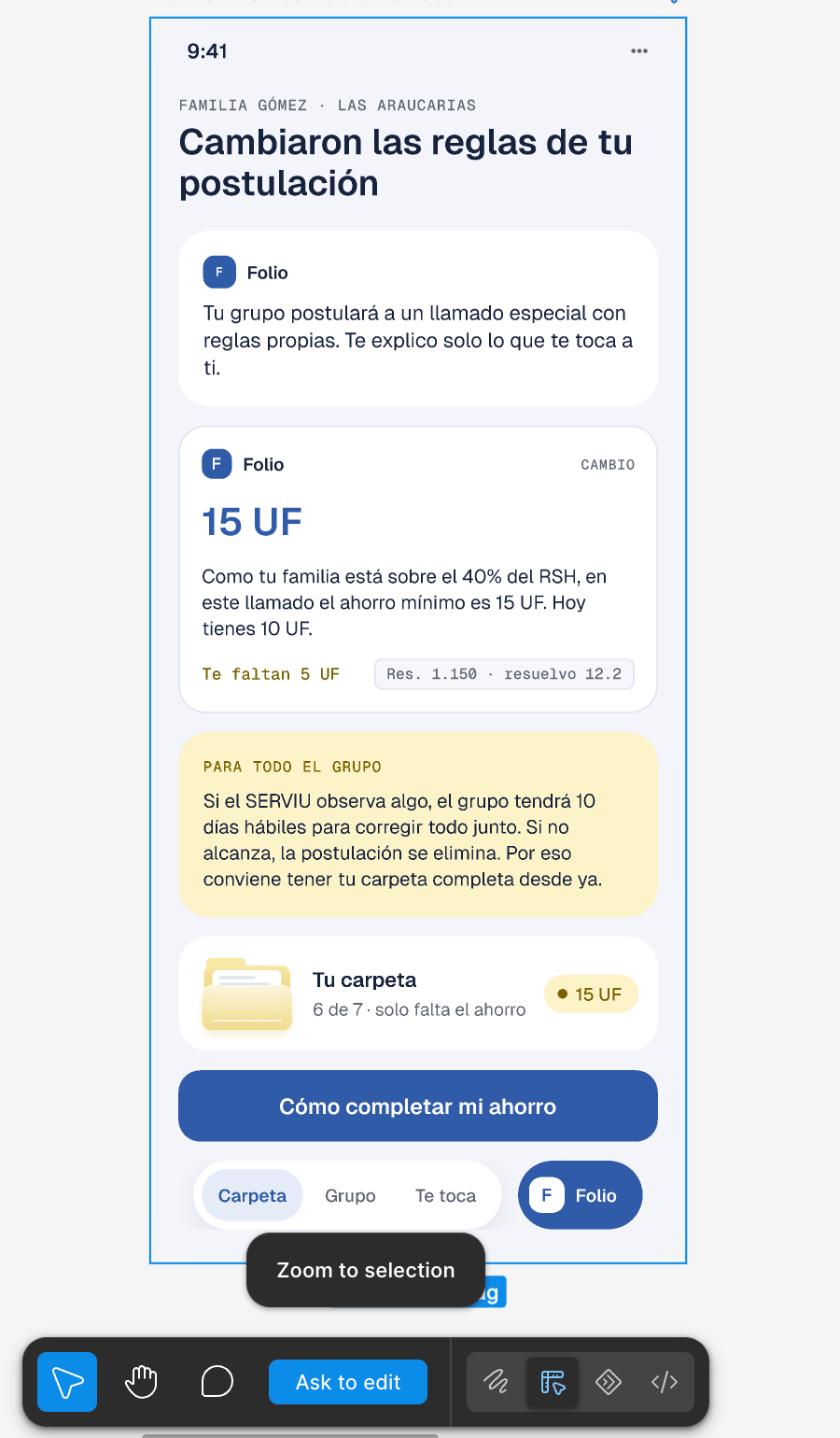 9:41
FAMILIA GÓMEZ · LAS ARAUCARIAS
Cambiaron las reglas de tu
postulación
F Folio
Tu grupo postulará a un llamado especial con
reglas propias. Te explico solo lo que te toca a
ti.
F Folio CAMBIO
15 UF
Como tu familia está sobre el 40% del RSH, en
este llamado el ahorro mínimo es 15 UF. Hoy
tienes 10 UF.
Te faltan 5 UF Res. 1.150 · resuelvo 12.2
PARA TODO EL GRUPO
Si el SERVIU observa algo, el grupo tendrá 10
días hábiles para corregir todo junto. Si no
alcanza, la postulación se elimina. Por eso
conviene tener tu carpeta completa desde ya.
Tu carpeta
6 de 7 · solo falta el ahorro
15 UF
Cómo completar mi ahorro
Carpeta Grupo Te toca F Folio
Zoom to selection
Ask to edit